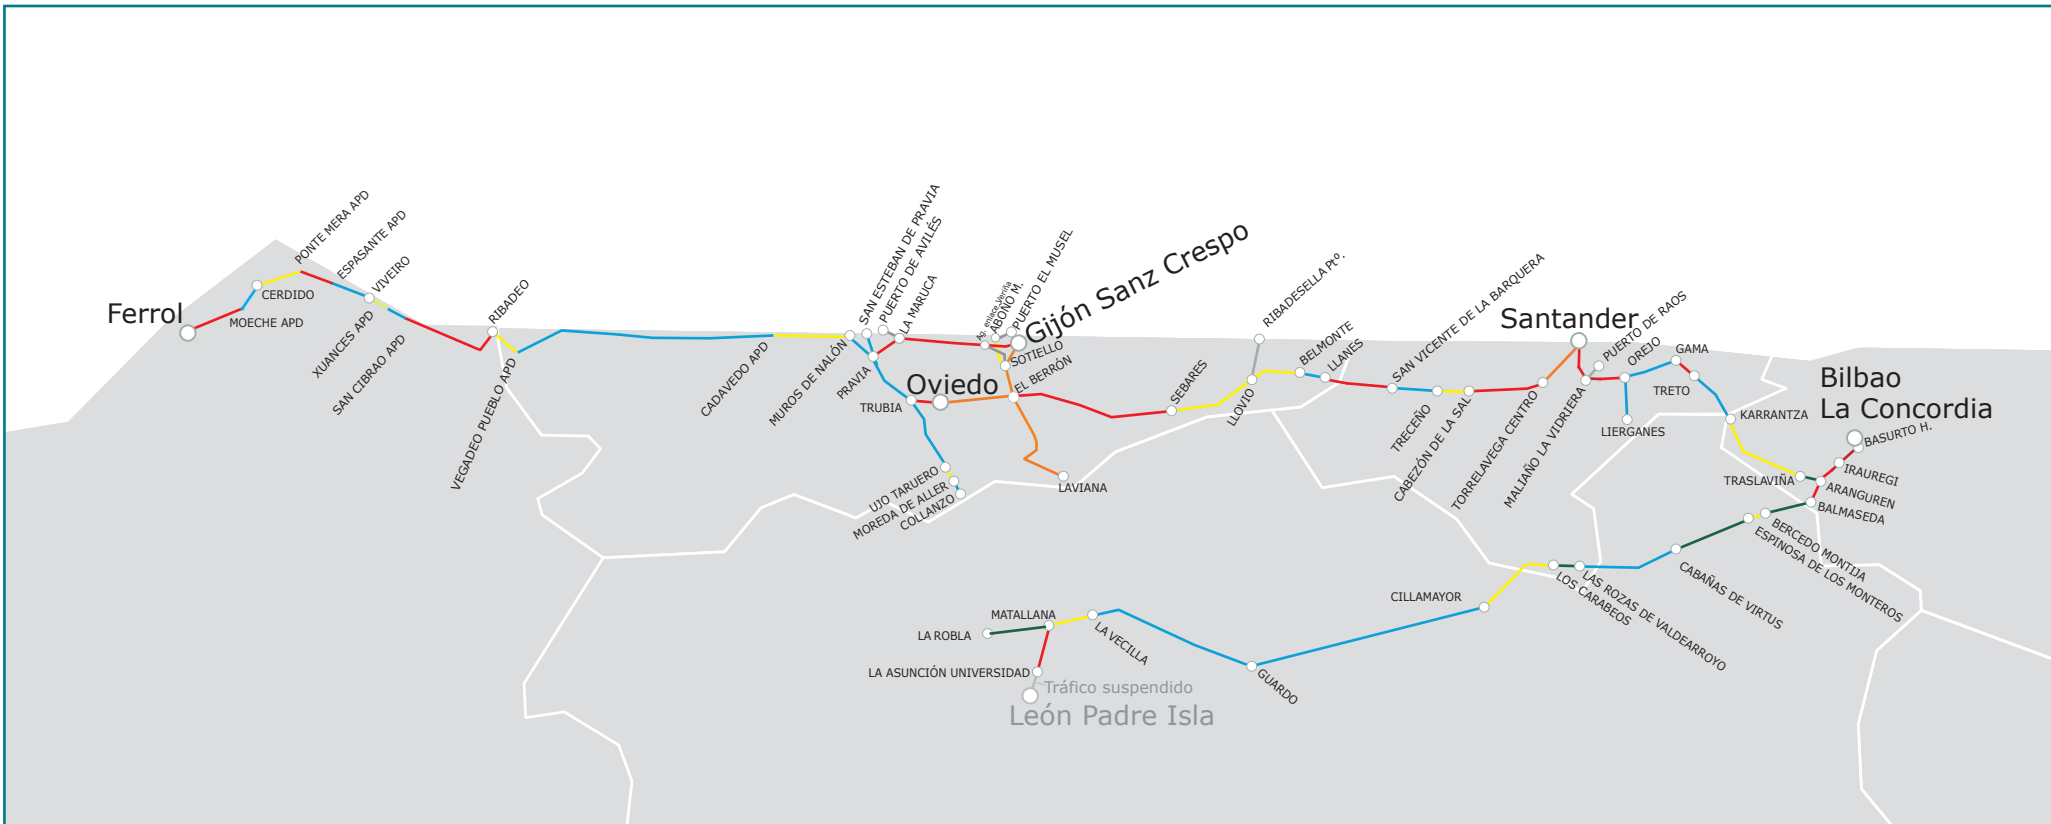 Ferrol
MOECHE APD
CERDIDO
PONTE MERA APD
ESPASANTE APD
VIVEIRO
XUANCES APD
SAN CIBRAO APD
RIBADEO
VEGADEO PUEBLO APD
CADAVEDO APD
MUROS DE NALÓN
SAN ESTEBAN DE PRAVIA
PUERTO DE AVILÉS
PRAVIA
LA MARUCA
TRUBIA
Oviedo
UJO TARUERO
MOREDA DE ALLER
COLLANZO
Ag. enlace Veriña
ABOÑO M.
PUERTO EL MUSEL
Gijón Sanz Crespo
SOTIELLO
EL BERRÓN
LAVIANA
SEBARES
LLOVIO
RIBADESELLA Ptº.
BELMONTE
LLANES
SAN VICENTE DE LA BARQUERA
TRECEÑO
CABEZÓN DE LA SAL
TORRELAVEGA CENTRO
Santander
MALIAÑO LA VIDRIERA
PUERTO DE RAOS
OREJO
LIERGANES
GAMA
TRETO
KARRANTZA
TRASLAVIÑA
Bilbao
La Concordia
BASURTO H.
IRAUREGI
ARANGUREN
BALMASEDA
BERCEDO MONTIJA
ESPINOSA DE LOS MONTEROS
CABAÑAS DE VIRTUS
LAS ROZAS DE VALDEARROYO
LOS CARABEOS
CILLAMAYOR
GUARDO
LA VECILLA
MATALLANA
LA ROBLA
LA ASUNCIÓN UNIVERSIDAD
Tráfico suspendido
León Padre Isla